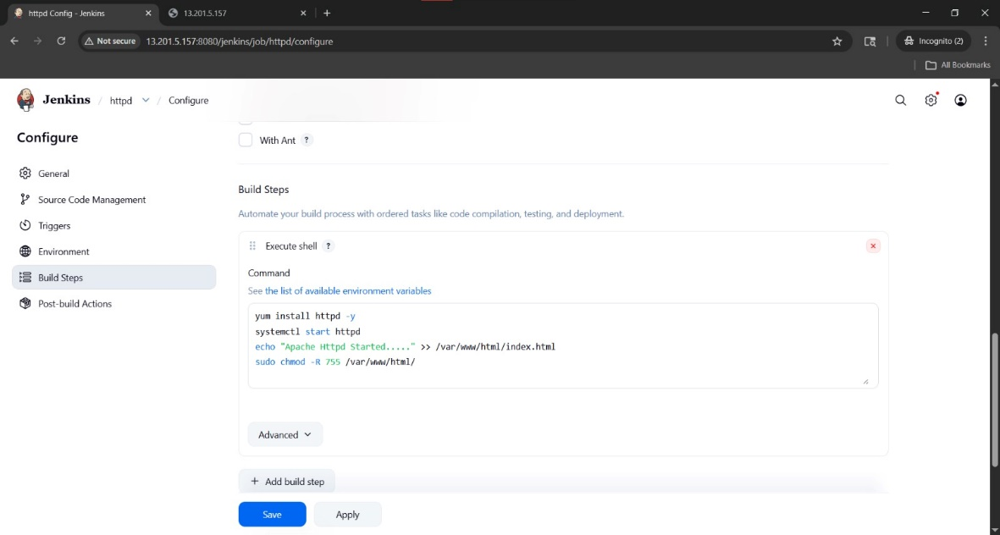 httpd Config - Jenkins
13.201.5.157
Not secure
13.201.5.157:8080/jenkins/job/httpd/configure
Incognito (2)
All Bookmarks
Jenkins / httpd / Configure
Configure
General
Source Code Management
Triggers
Environment
Build Steps
Post-build Actions
With Ant ?
Build Steps
Automate your build process with ordered tasks like code compilation, testing, and deployment.
Execute shell ?
Command
See the list of available environment variables
yum install httpd -y
systemctl start httpd
echo "Apache Httpd Started....." >> /var/www/html/index.html
sudo chmod -R 755 /var/www/html/
Advanced
+ Add build step
Save
Apply